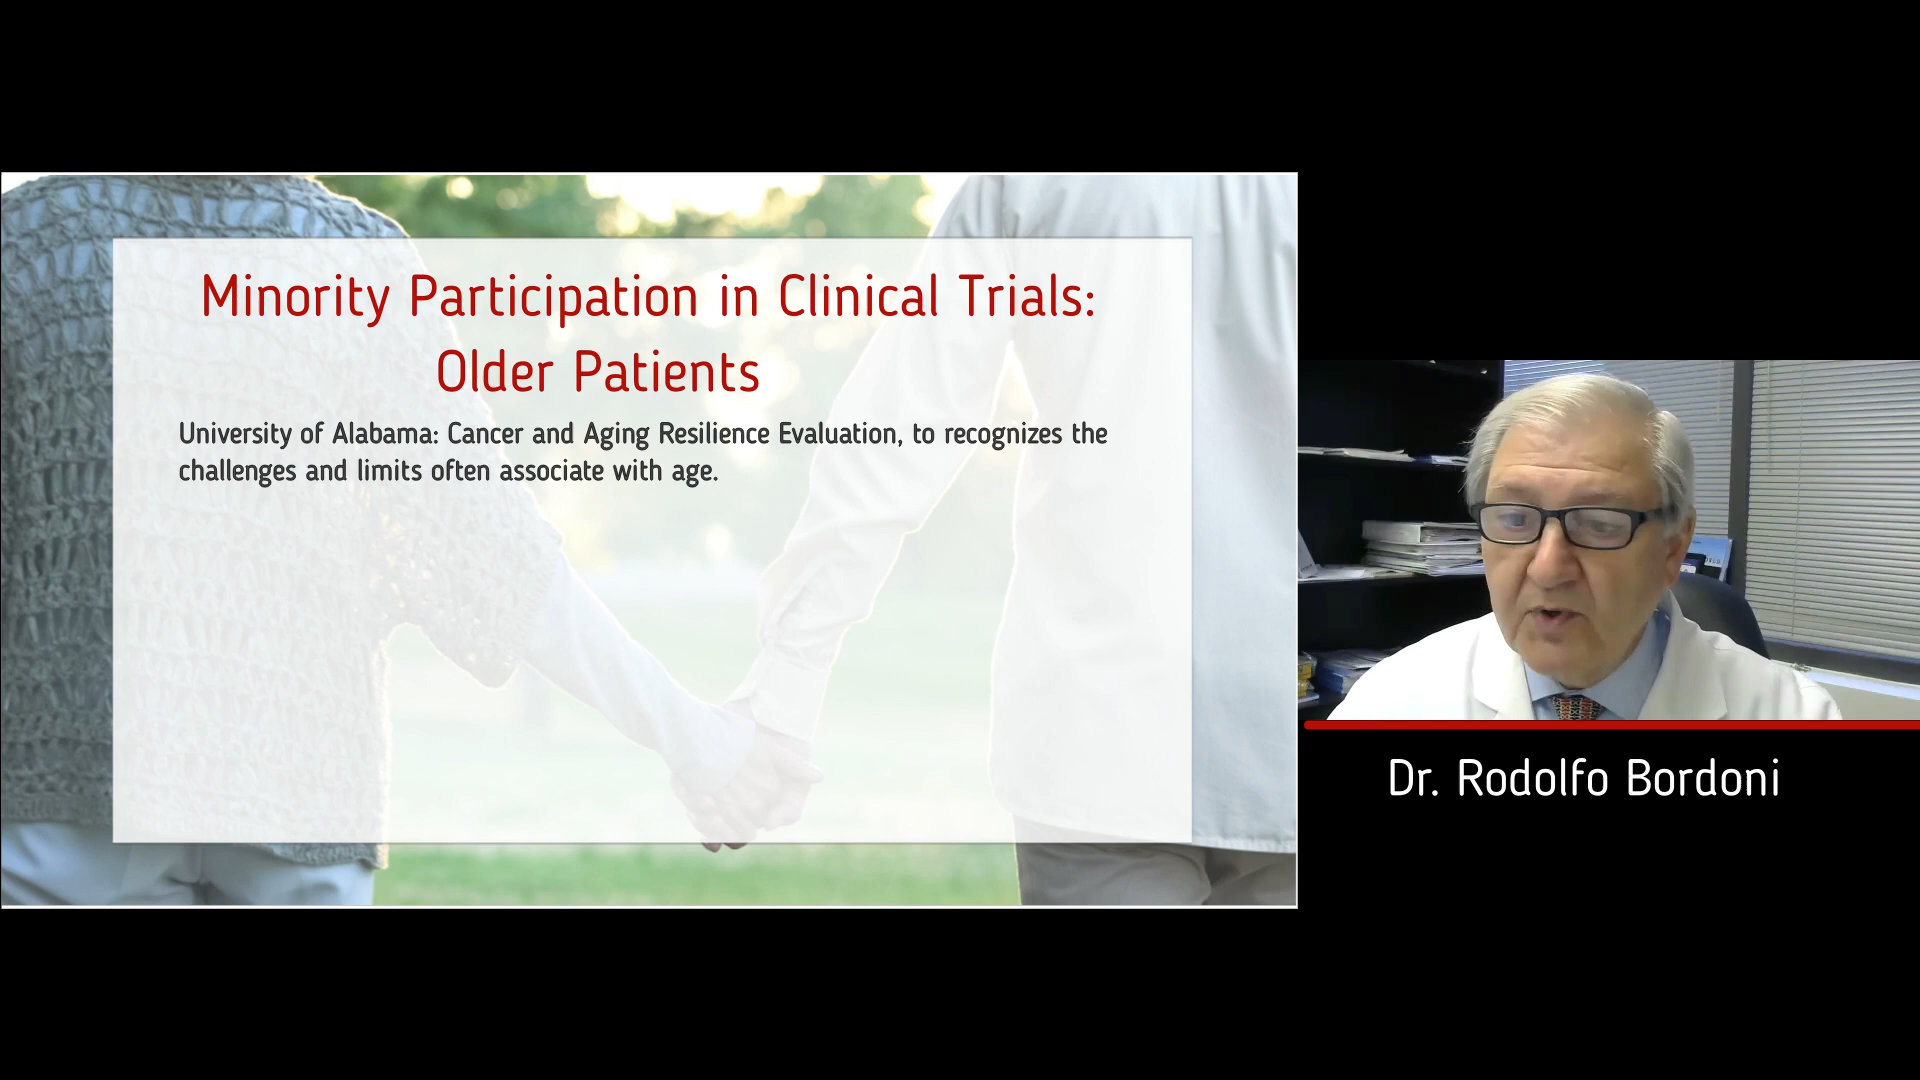 Minority Participation in Clinical Trials:
Older Patients
University of Alabama: Cancer and Aging Resilience Evaluation, to recognizes the
challenges and limits often associate with age.
Dr. Rodolfo Bordoni